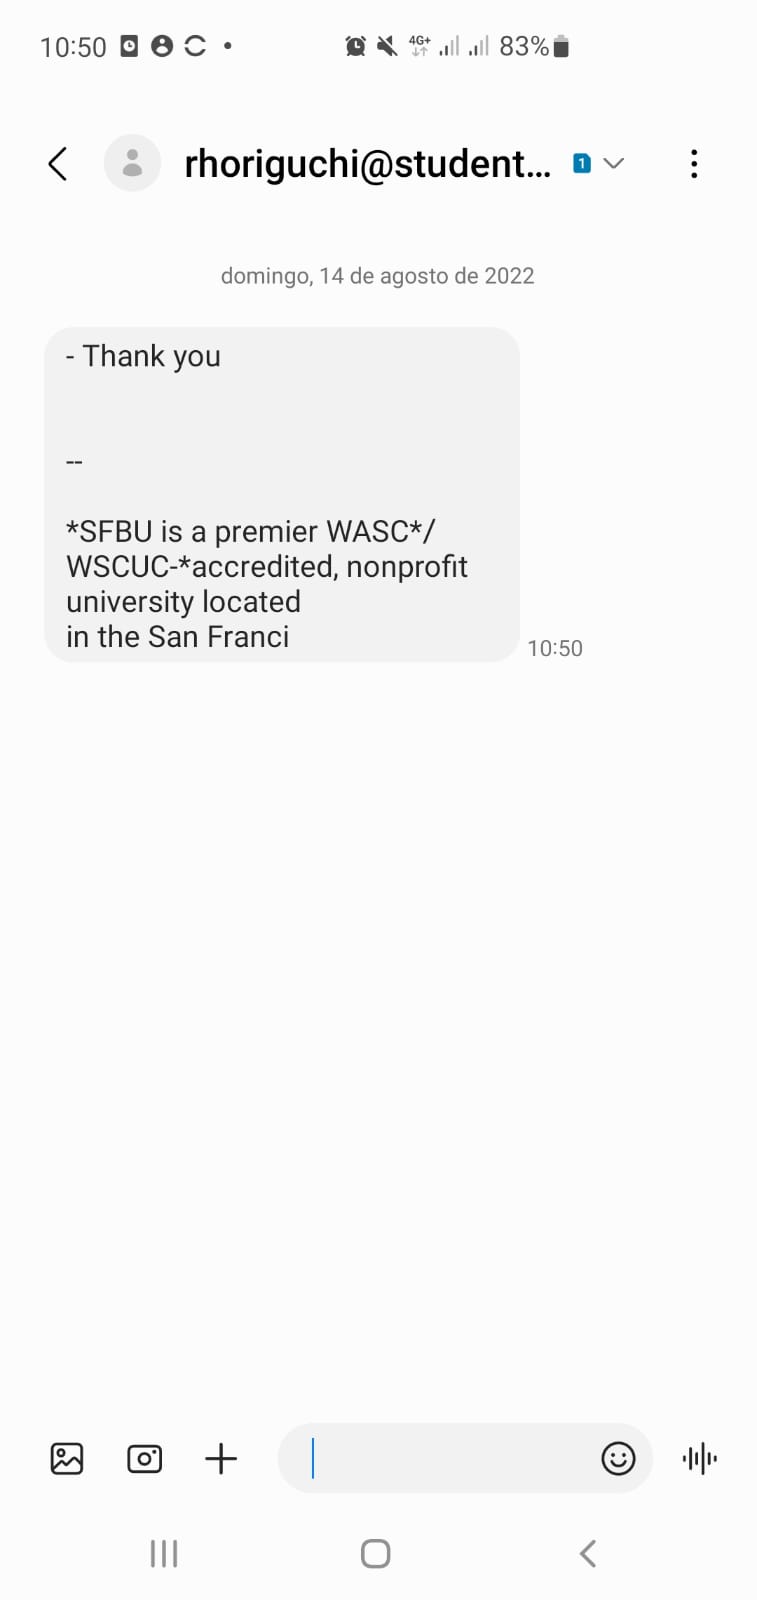 10:50 4G+ 83%
rhoriguchi@student... 1
domingo, 14 de agosto de 2022
- Thank you
--
*SFBU is a premier WASC*/
WSCUC-*accredited, nonprofit
university located
in the San Franci
10:50